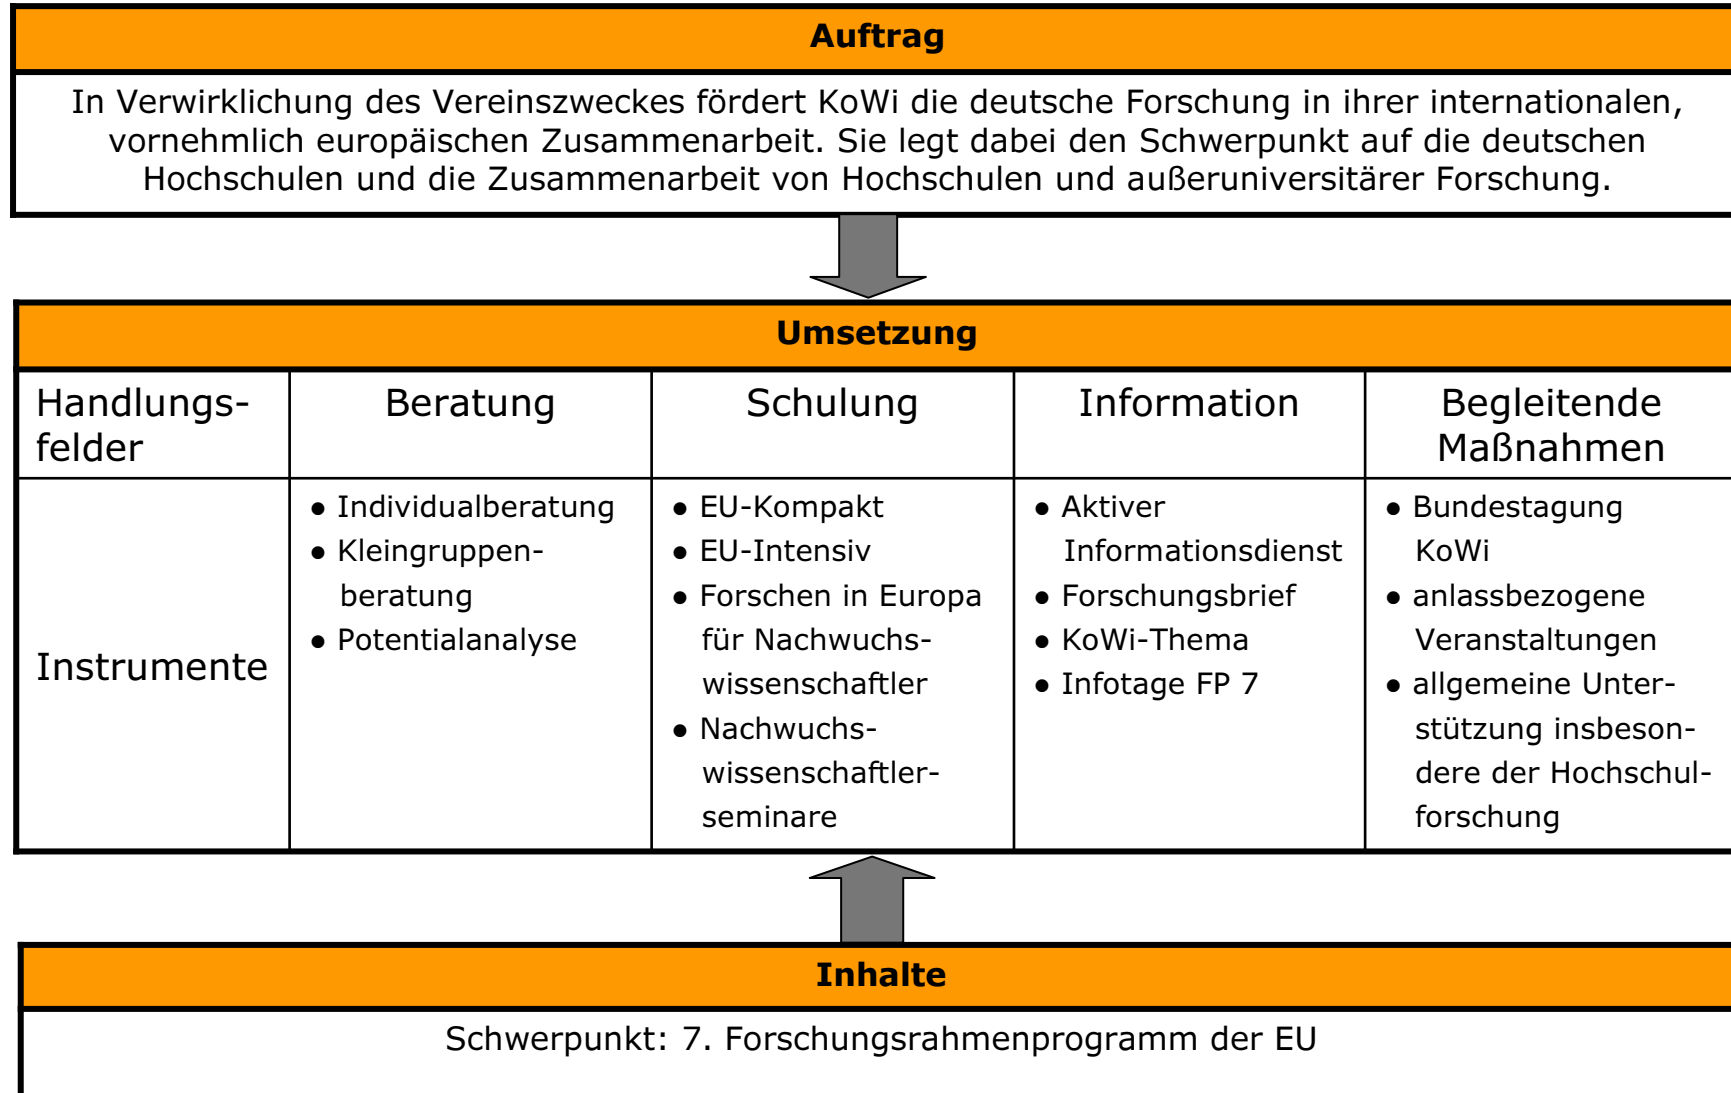 Auftrag
In Verwirklichung des Vereinszweckes fördert KoWi die deutsche Forschung in ihrer internationalen,
vornehmlich europäischen Zusammenarbeit. Sie legt dabei den Schwerpunkt auf die deutschen
Hochschulen und die Zusammenarbeit von Hochschulen und außeruniversitärer Forschung.
Umsetzung
Handlungs-
felder
Beratung
Schulung
Information
Begleitende
Maßnahmen
Instrumente
● Individualberatung
● Kleingruppen-
beratung
● Potentialanalyse
● EU-Kompakt
● EU-Intensiv
● Forschen in Europa
für Nachwuchs-
wissenschaftler
● Nachwuchs-
wissenschaftler-
seminare
● Aktiver
Informationsdienst
● Forschungsbrief
● KoWi-Thema
● Infotage FP 7
● Bundestagung
KoWi
● anlassbezogene
Veranstaltungen
● allgemeine Unter-
stützung insbeson-
dere der Hochschul-
forschung
Inhalte
Schwerpunkt: 7. Forschungsrahmenprogramm der EU